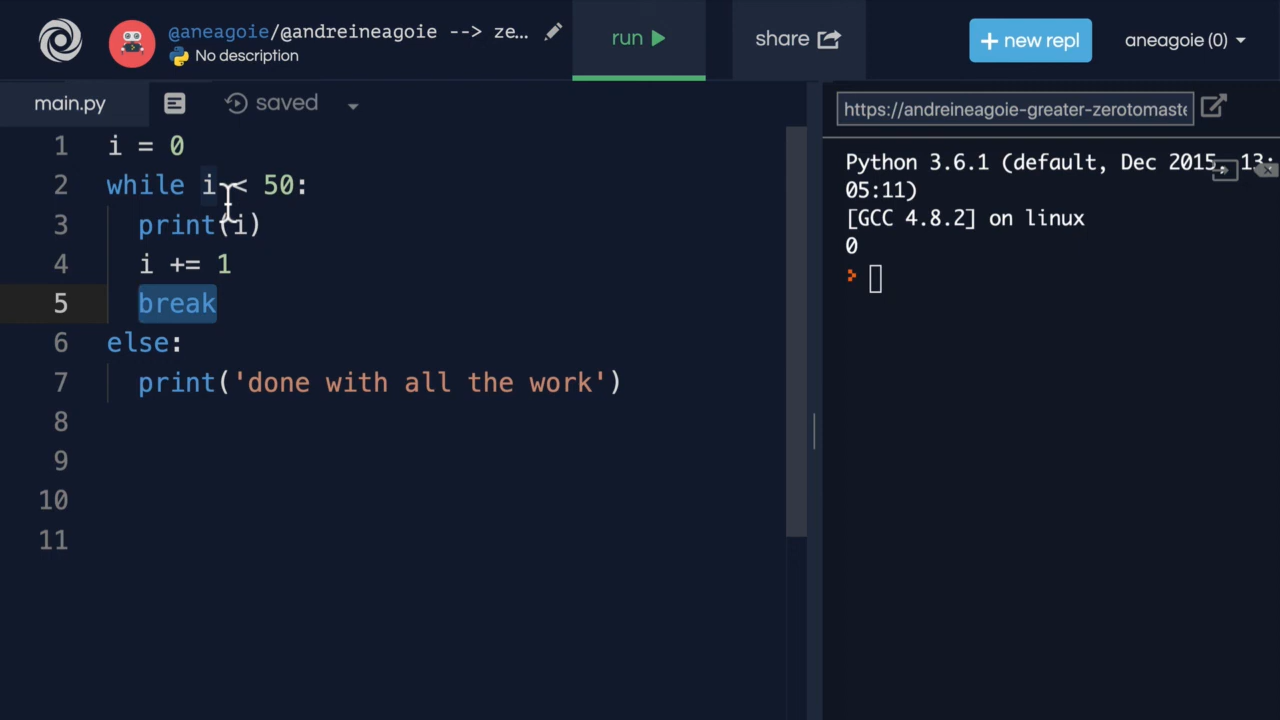 @aneagoie/@andreineagoie --> ze...
No description
run
share
+ new repl
aneagoie (0)
main.py
saved
https://andreineagoie-greater-zerotomaste
1 i = 0
2 while i < 50:
3 print(i)
4 i += 1
5 break
6 else:
7 print('done with all the work')
8
9
10
11
Python 3.6.1 (default, Dec 2015, 13:
05:11)
[GCC 4.8.2] on linux
0